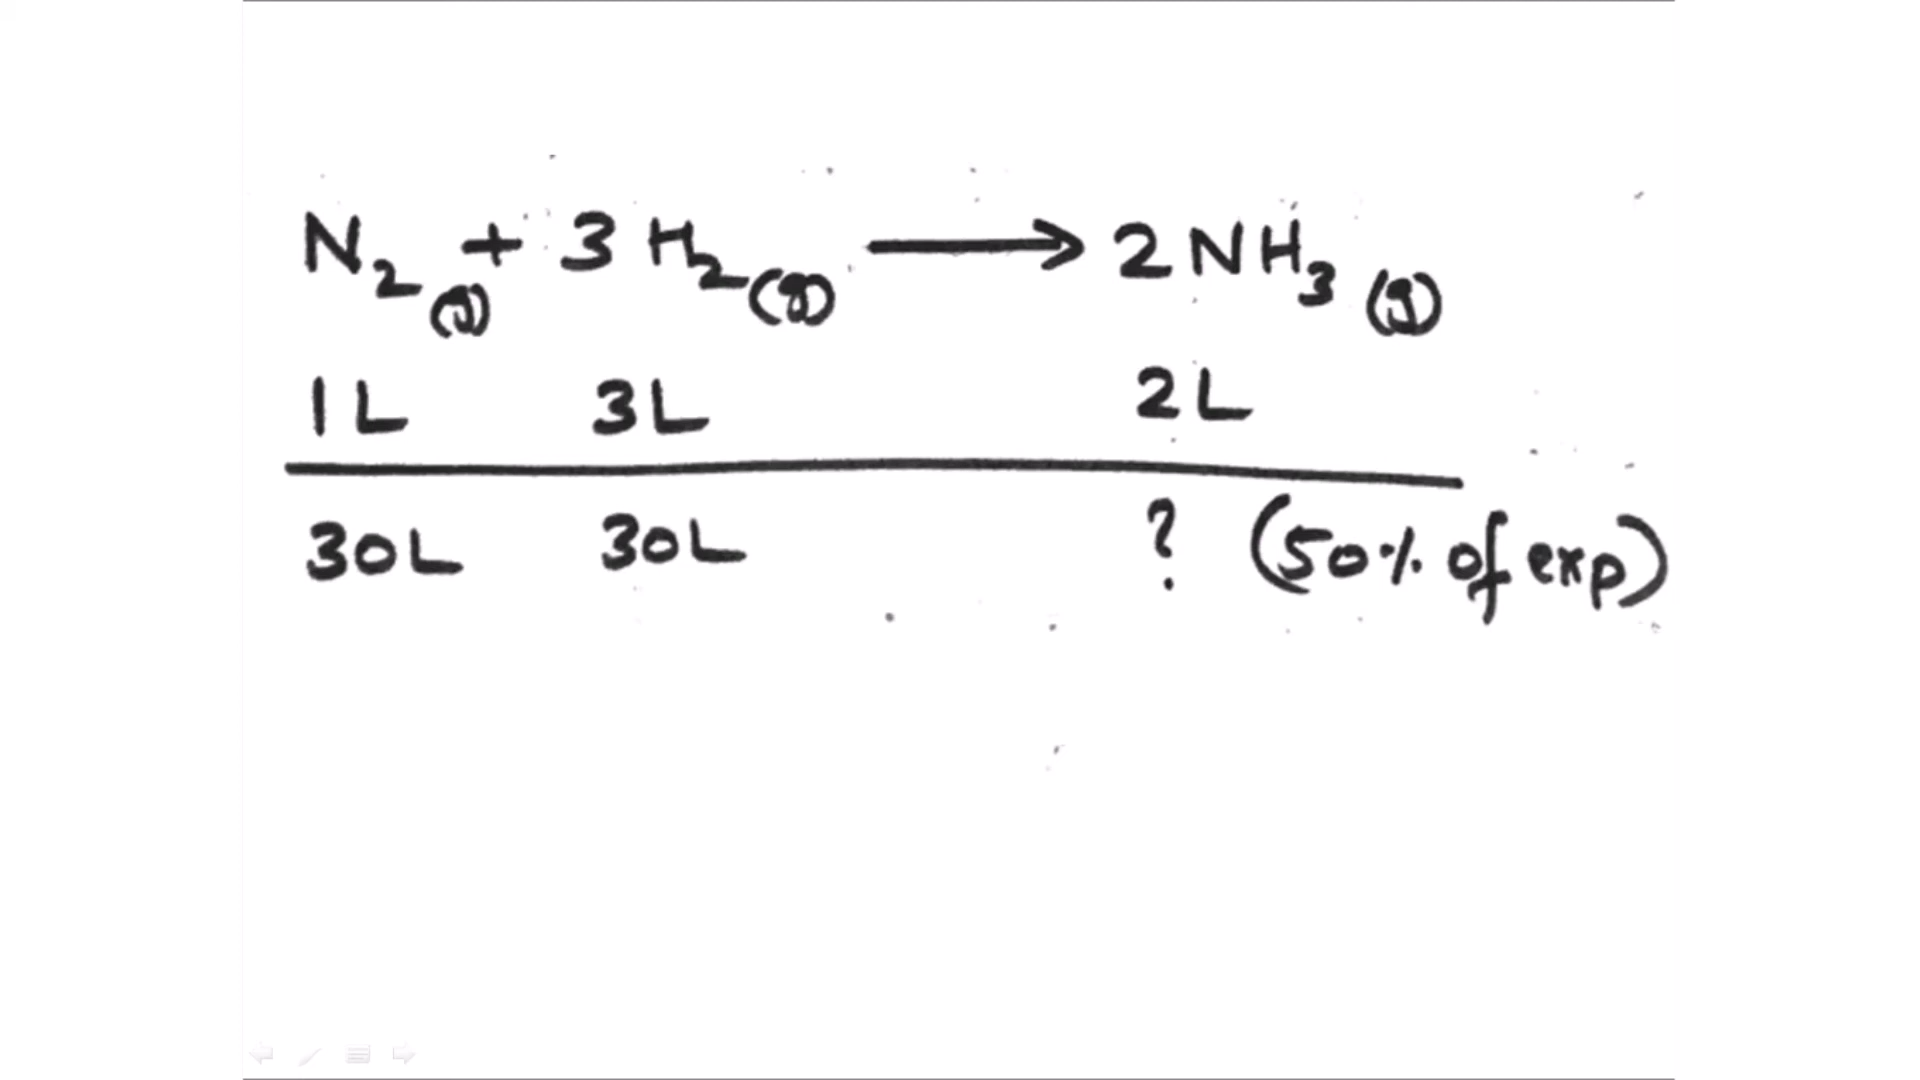 N₂(g) + 3 H₂(g) ⟶ 2 NH₃(g)
1 L 3 L 2 L
30 L 30 L ? (50% of exp)